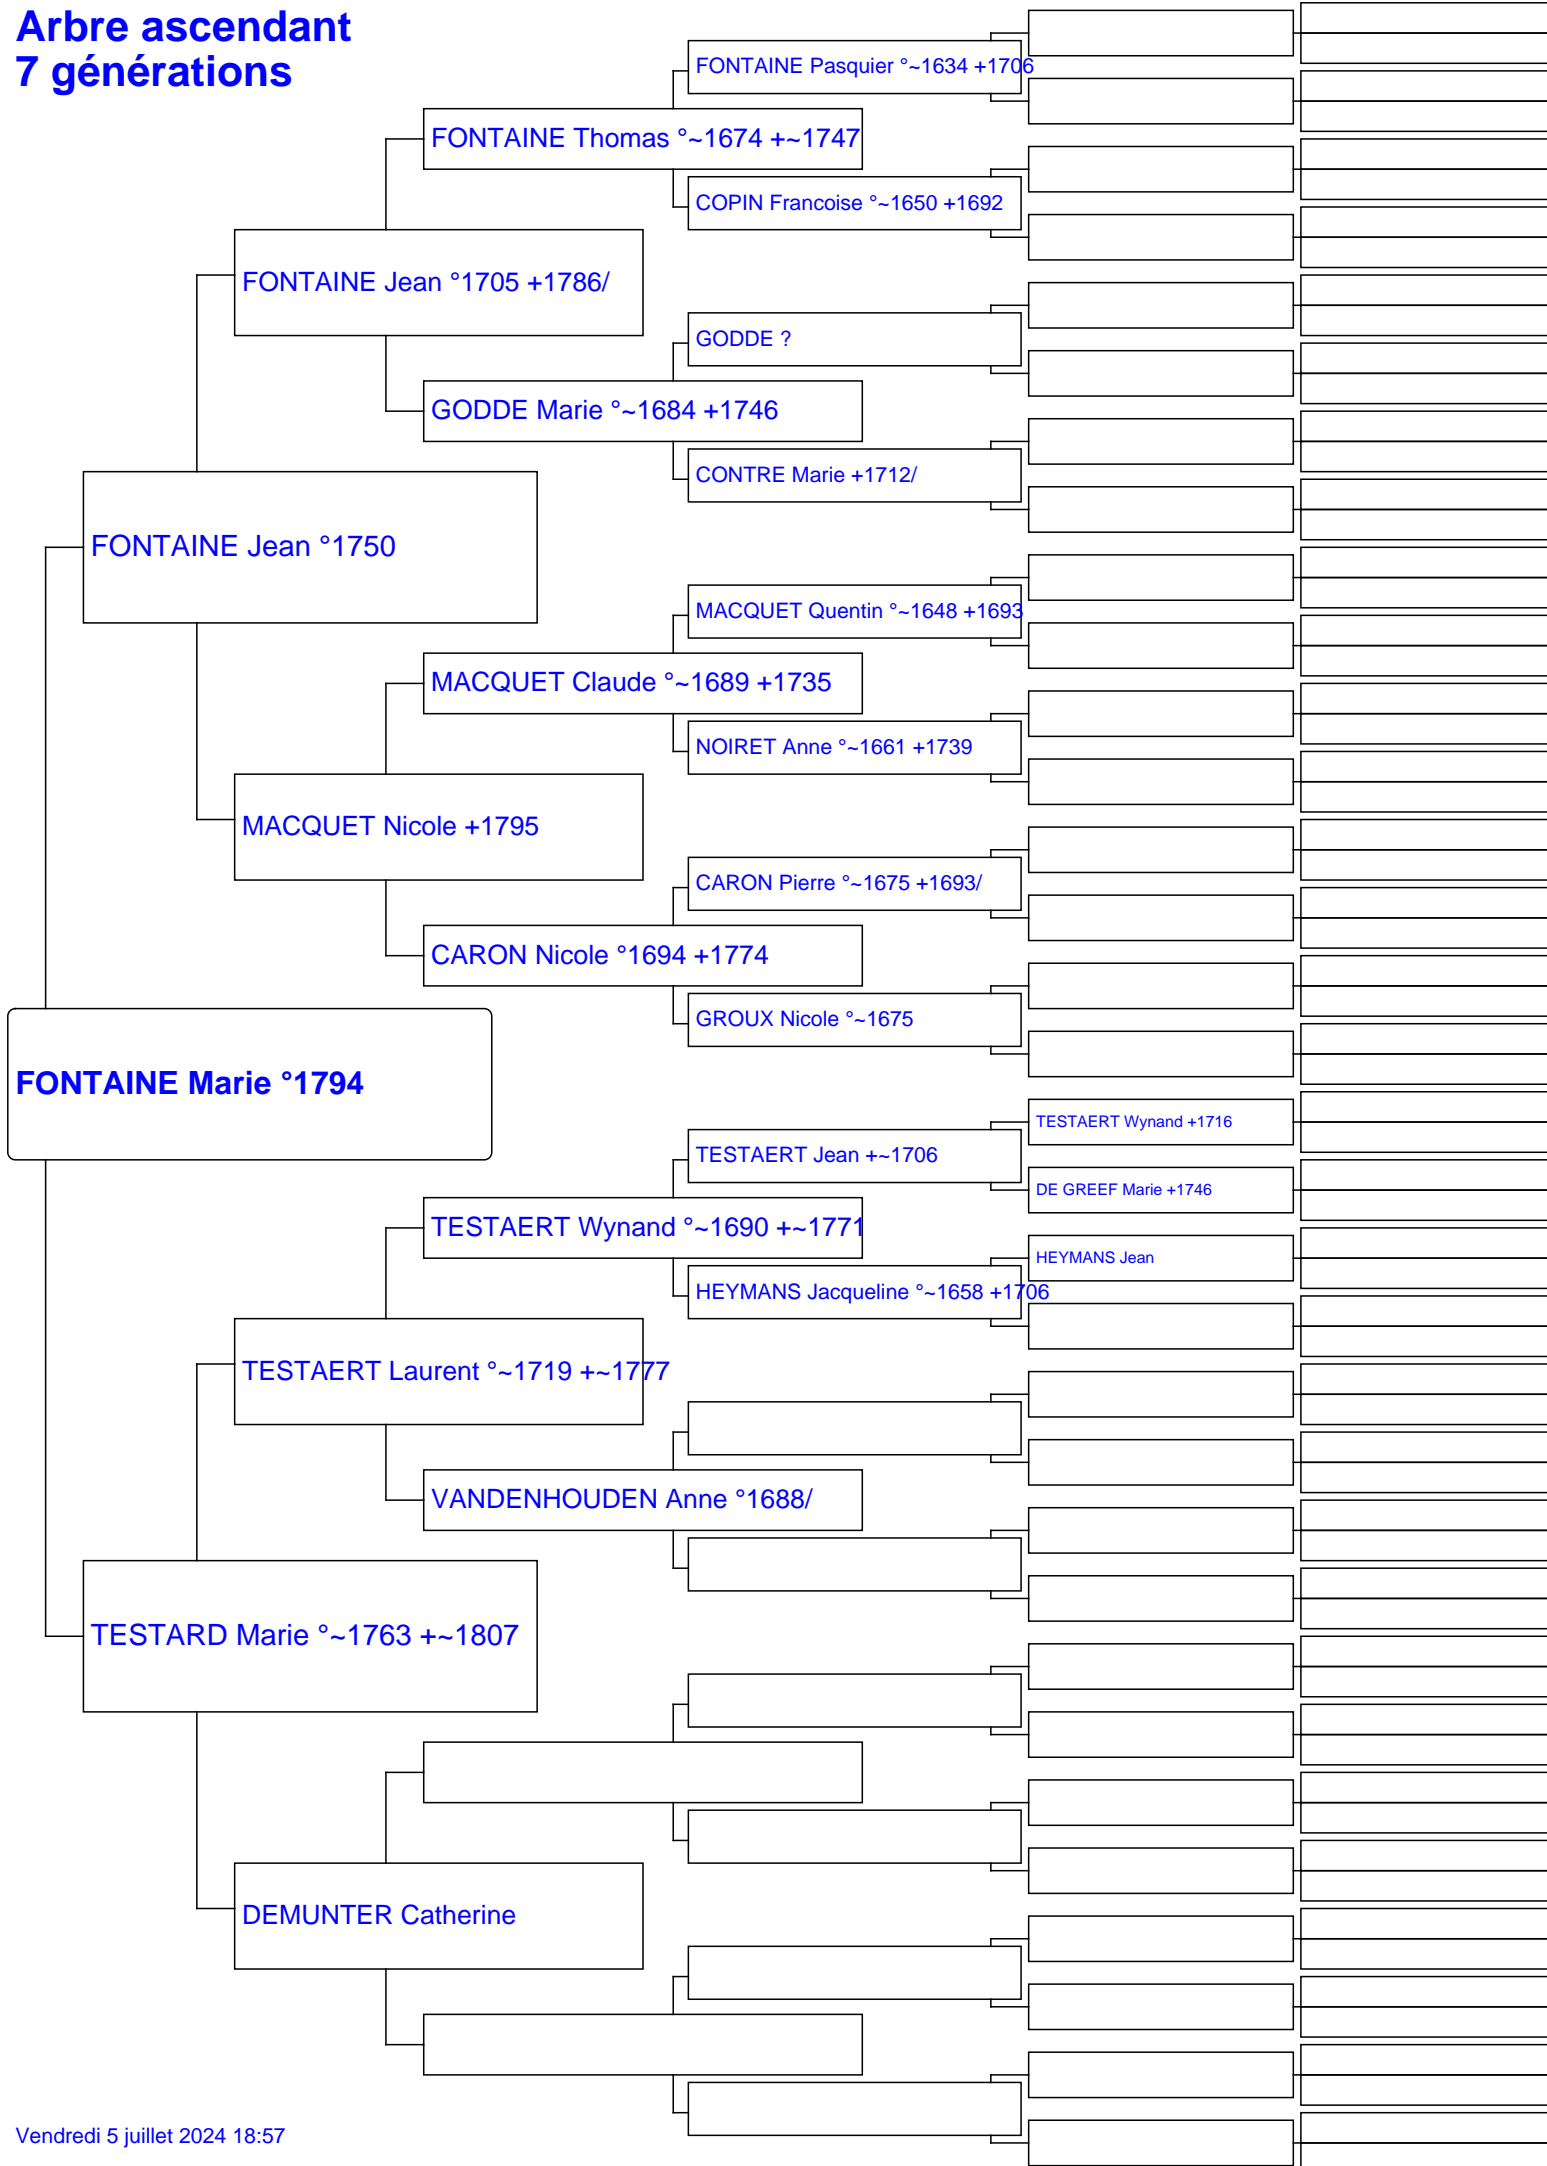 Arbre ascendant
7 générations
FONTAINE Pasquier °~1634 +1706
FONTAINE Thomas °~1674 +~1747
COPIN Francoise °~1650 +1692
FONTAINE Jean °1705 +1786/
GODDE ?
GODDE Marie °~1684 +1746
CONTRE Marie +1712/
FONTAINE Jean °1750
MACQUET Quentin °~1648 +1693
MACQUET Claude °~1689 +1735
NOIRET Anne °~1661 +1739
MACQUET Nicole +1795
CARON Pierre °~1675 +1693/
CARON Nicole °1694 +1774
GROUX Nicole °~1675
FONTAINE Marie °1794
TESTAERT Wynand +1716
TESTAERT Jean +~1706
DE GREEF Marie +1746
TESTAERT Wynand °~1690 +~1771
HEYMANS Jean
HEYMANS Jacqueline °~1658 +1706
TESTAERT Laurent °~1719 +~1777
VANDENHOUDEN Anne °1688/
TESTARD Marie °~1763 +~1807
DEMUNTER Catherine
Vendredi 5 juillet 2024 18:57